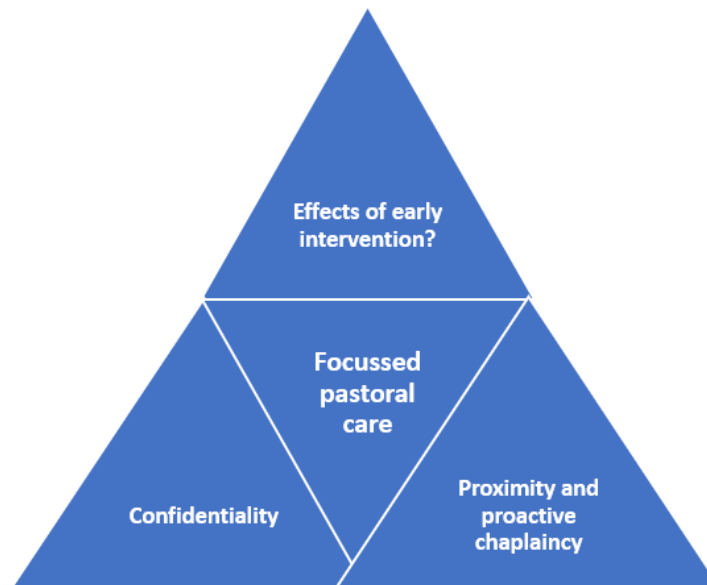 Effects of early
intervention?
Focussed
pastoral
care
Confidentiality
Proximity and
proactive
chaplaincy